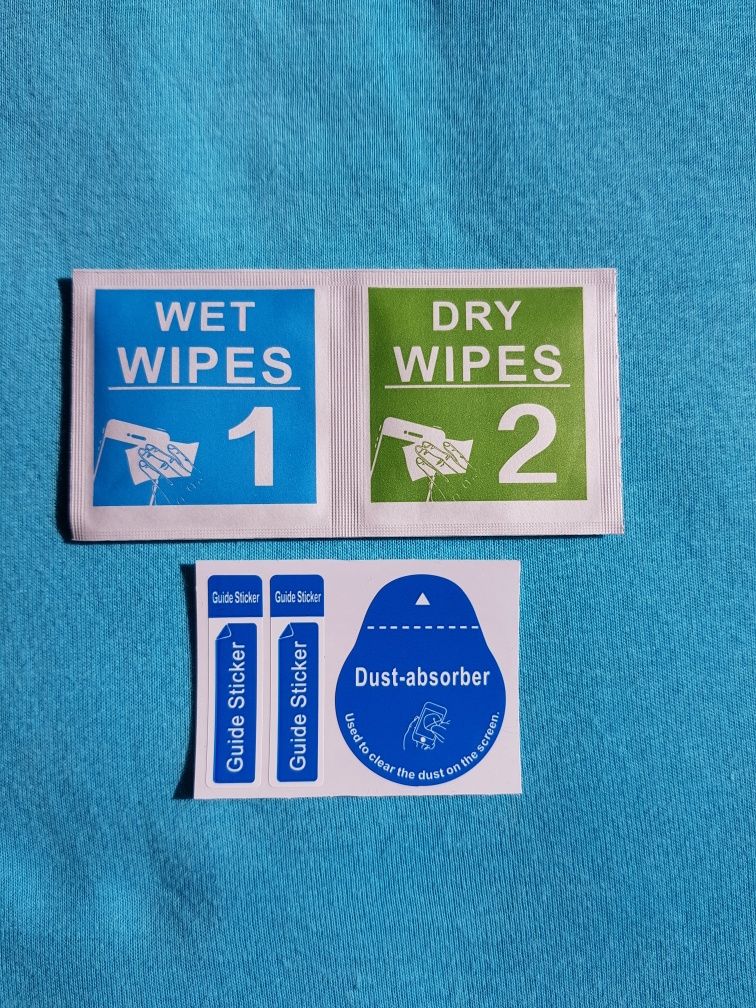 WET
WIPES
1
DRY
WIPES
2
Guide Sticker
Guide Sticker
Guide Sticker
Guide Sticker
Dust-absorber
Used to clear the dust on the screen.